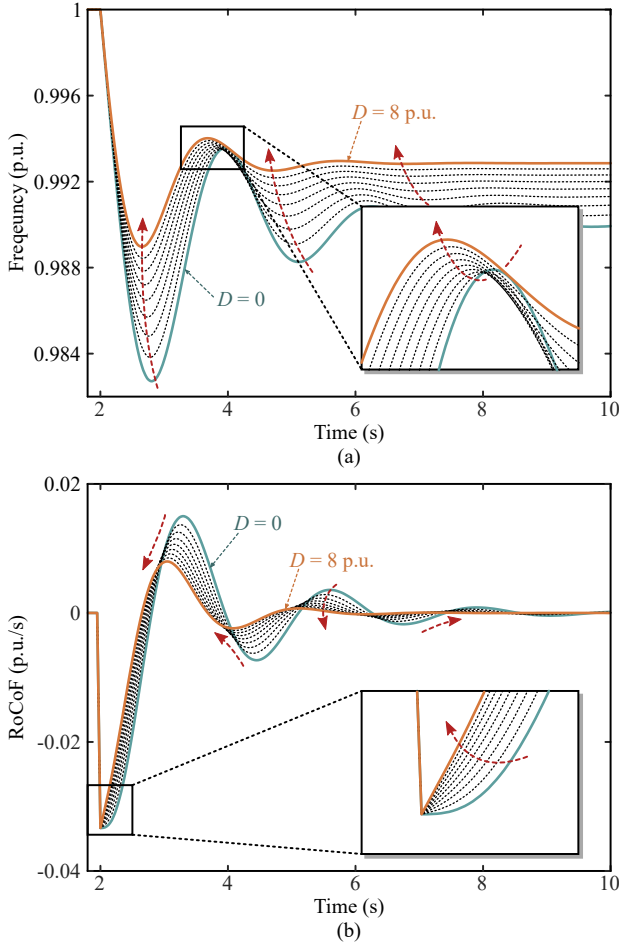 1
0.996
0.992
0.988
0.984
Freqeuncy (p.u.)
D = 8 p.u.
D = 0
2
4
6
8
10
Time (s)
(a)
0.02
0
-0.02
-0.04
RoCoF (p.u./s)
D = 0
D = 8 p.u.
2
4
6
8
10
Time (s)
(b)